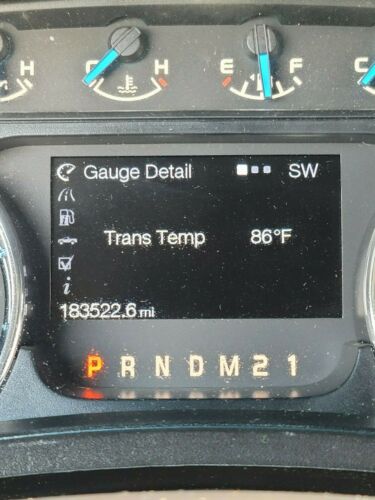 H C H E F C
Gauge Detail SW
Trans Temp 86°F
183522.6 mi
P R N D M 2 1